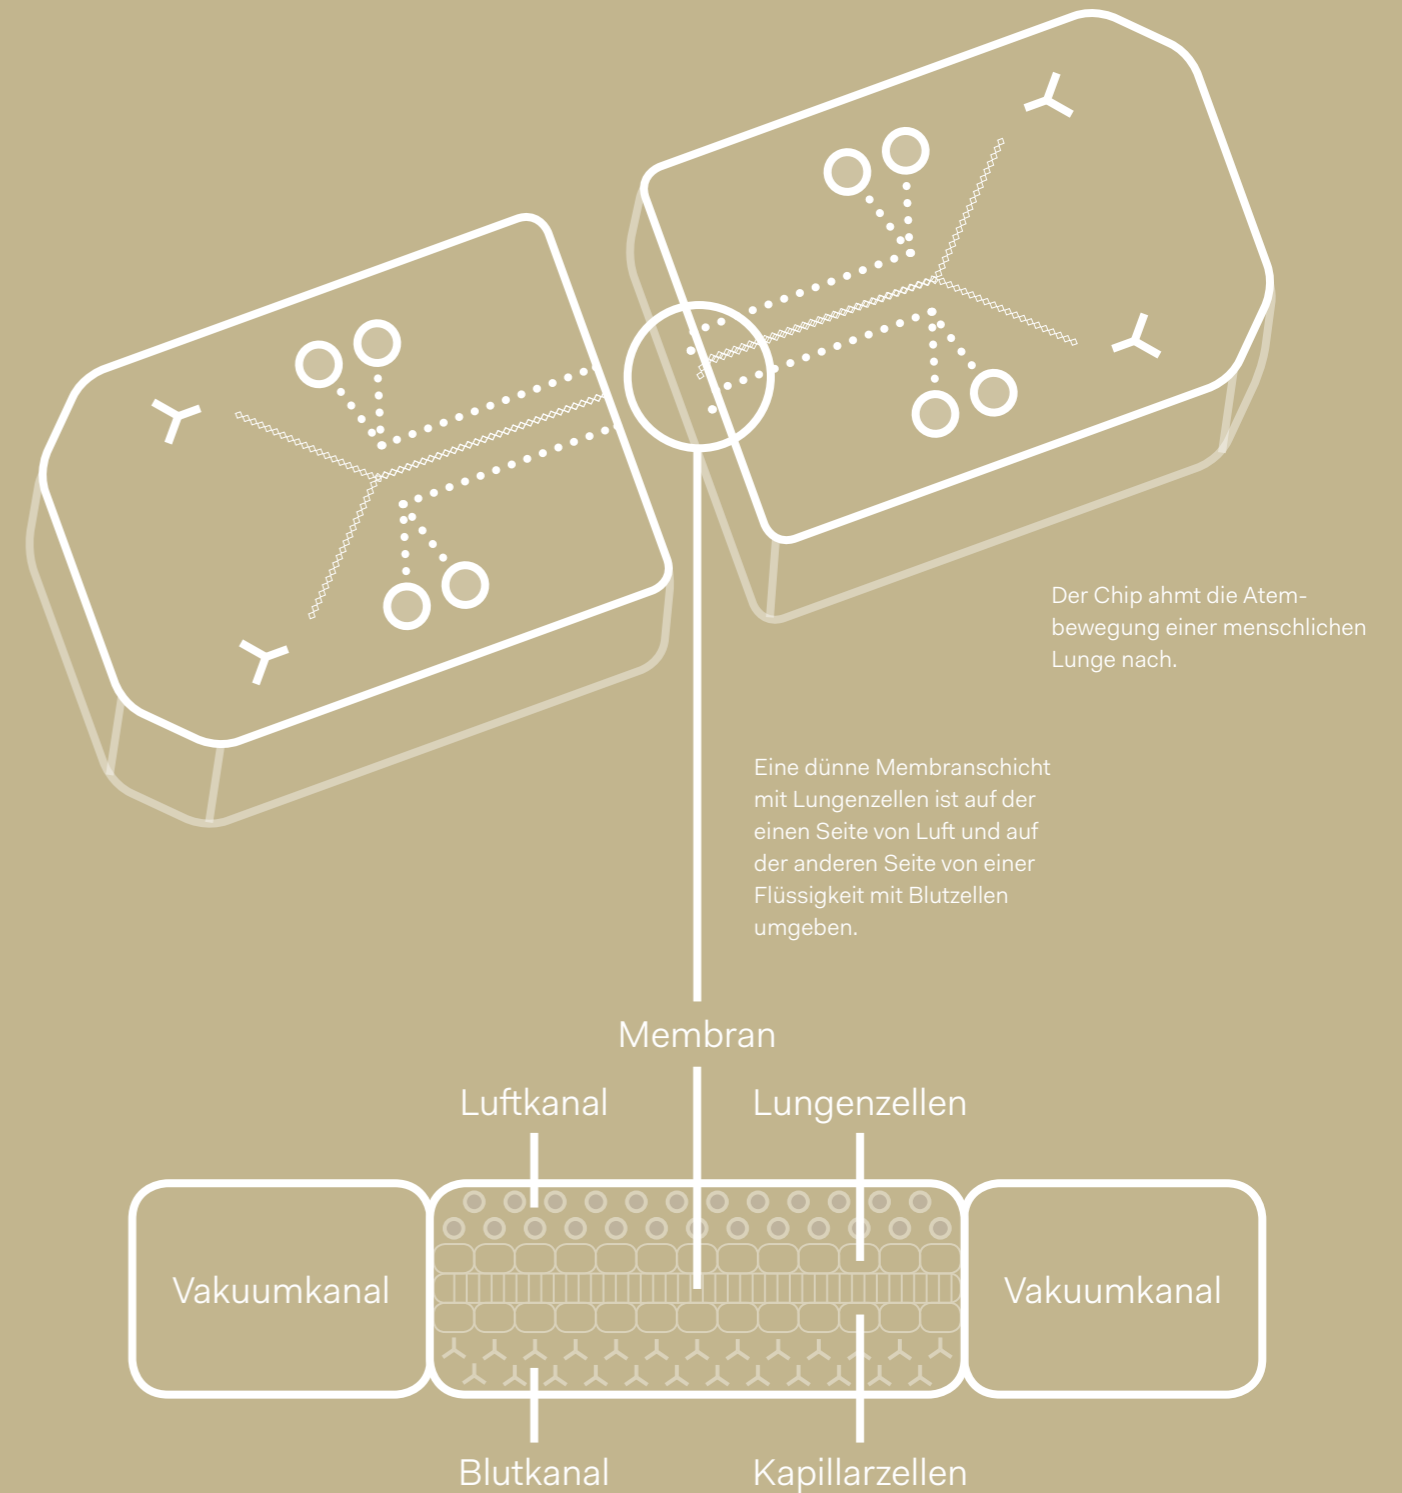 Der Chip ahmt die Atem-
bewegung einer menschlichen
Lunge nach.
Eine dünne Membranschicht
mit Lungenzellen ist auf der
einen Seite von Luft und auf
der anderen Seite von einer
Flüssigkeit mit Blutzellen
umgeben.
Membran
Luftkanal Lungenzellen
Vakuumkanal Vakuumkanal
Blutkanal Kapillarzellen